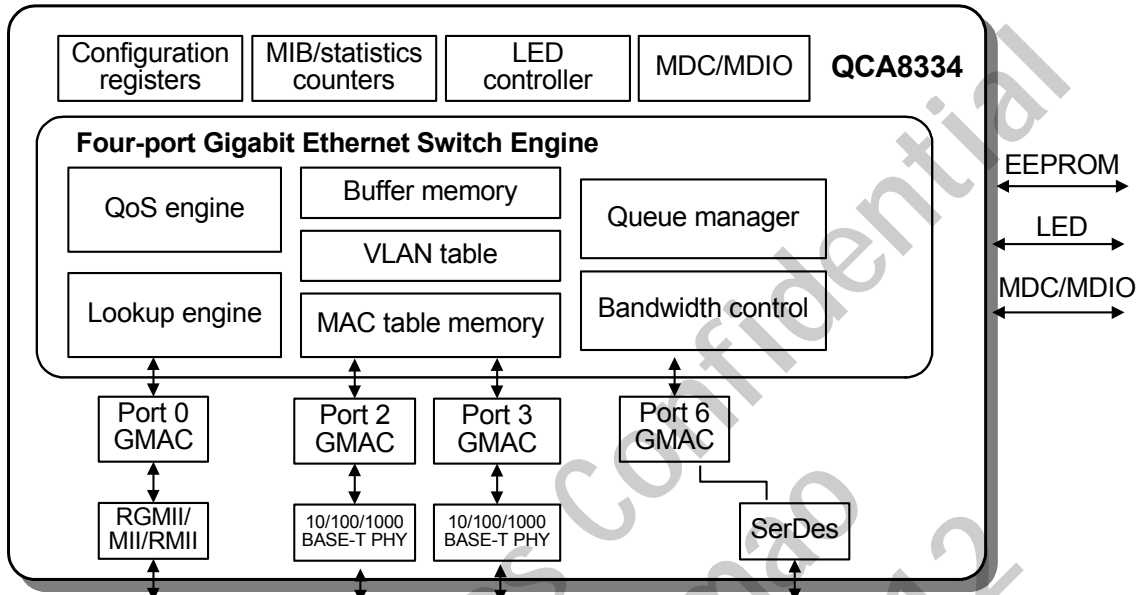 Configuration
registers
MIB/statistics
counters
LED
controller
MDC/MDIO
QCA8334
Four-port Gigabit Ethernet Switch Engine
QoS engine
Buffer memory
Queue manager
VLAN table
Lookup engine
MAC table memory
Bandwidth control
EEPROM
LED
MDC/MDIO
Port 0
GMAC
Port 2
GMAC
Port 3
GMAC
Port 6
GMAC
RGMII/
MII/RMII
10/100/1000
BASE-T PHY
10/100/1000
BASE-T PHY
SerDes
Confidential